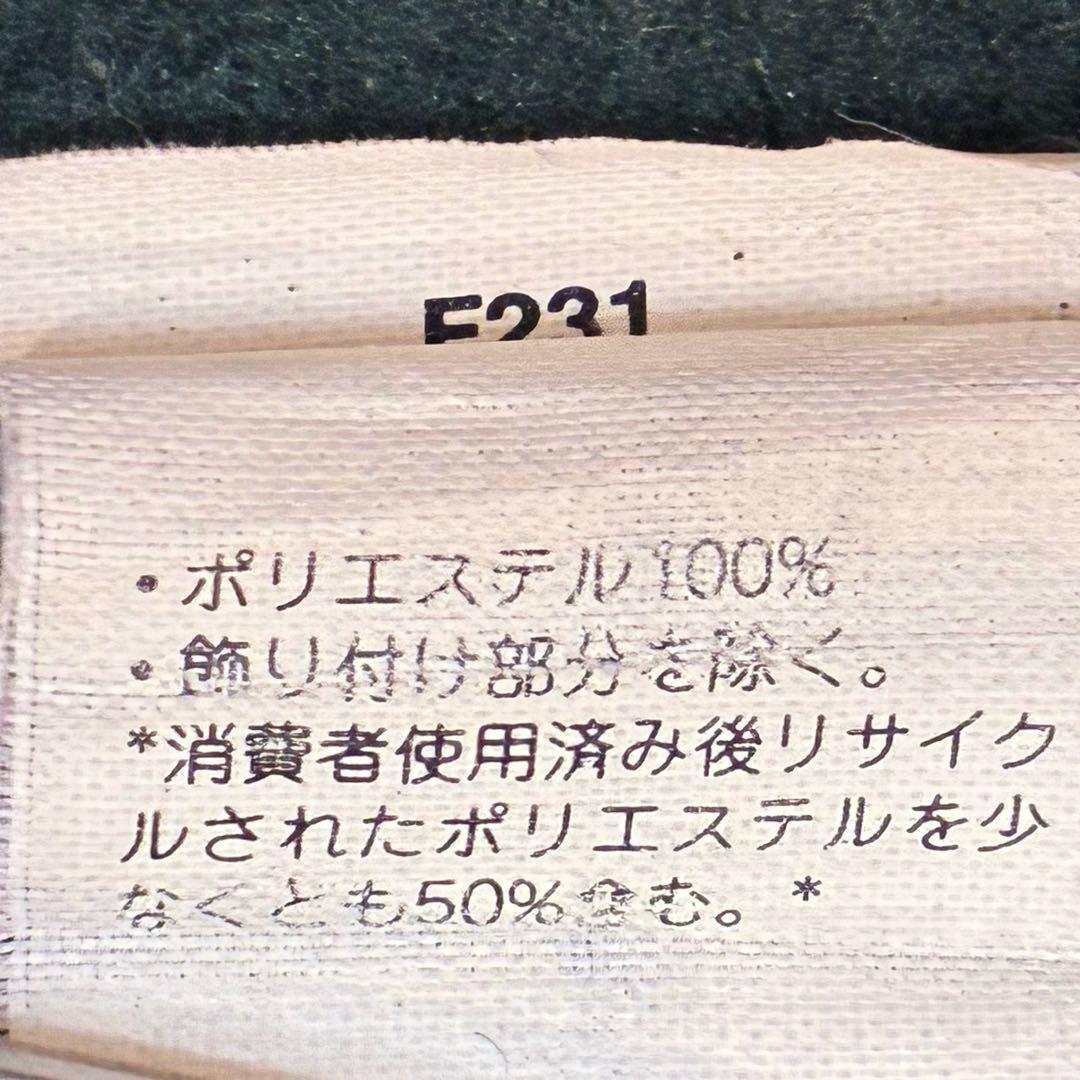 F231
・ポリエステル100%
・飾り付け部分を除く。
*消費者使用済み後リサイク
ルされたポリエステルを少
なくとも50%含む。*